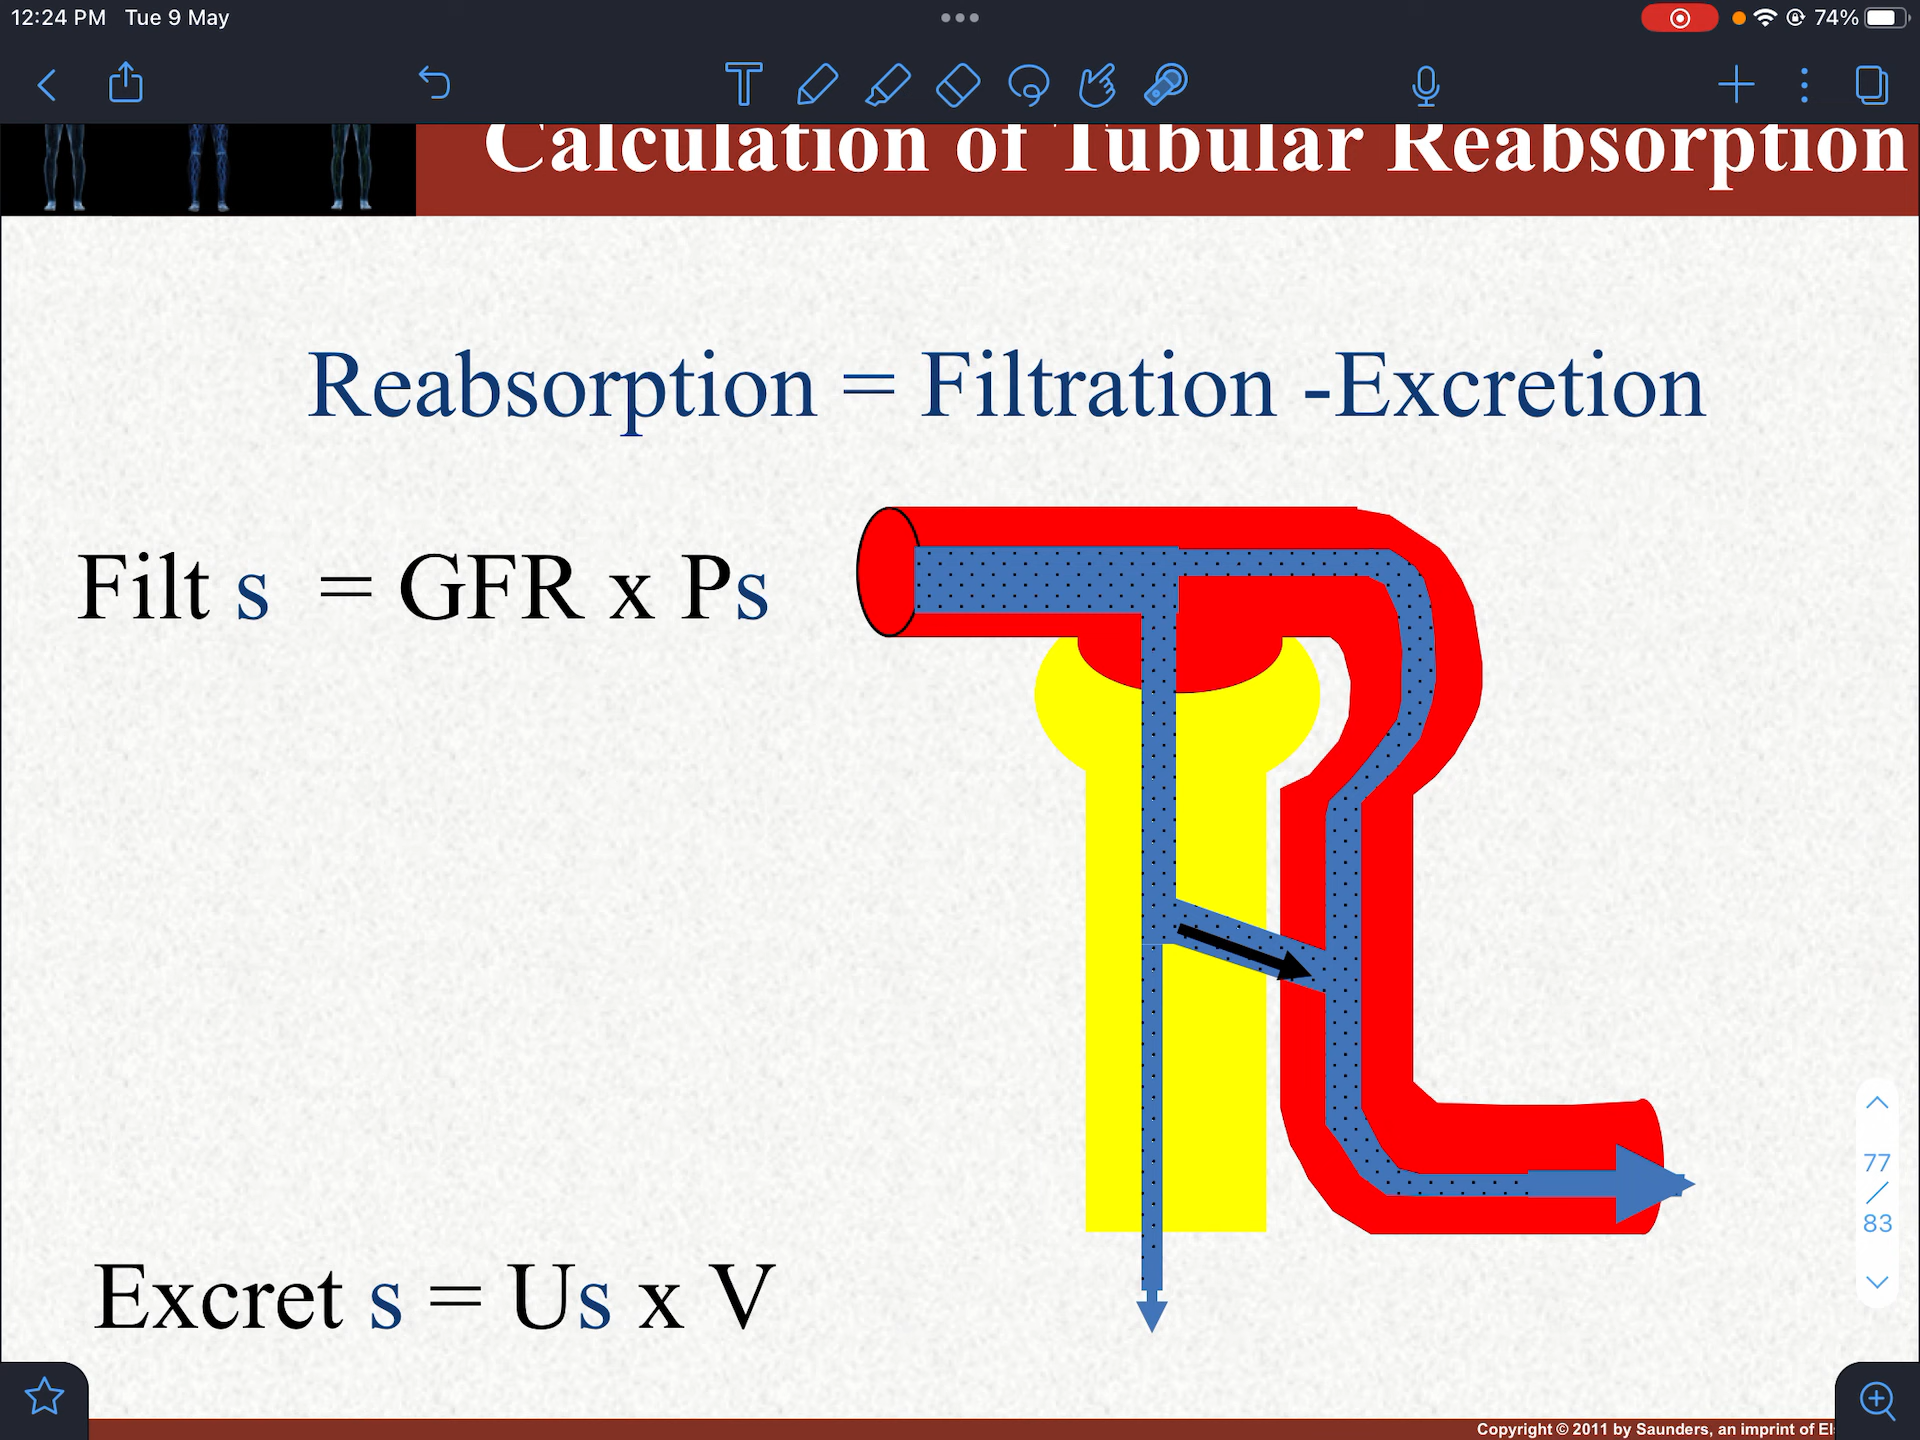 12:24 PM Tue 9 May
74%
T
Calculation of Tubular Reabsorption
Reabsorption = Filtration -Excretion
Filt s = GFR x Ps
77
/
83
Excret s = Us x V
Copyright © 2011 by Saunders, an imprint of El